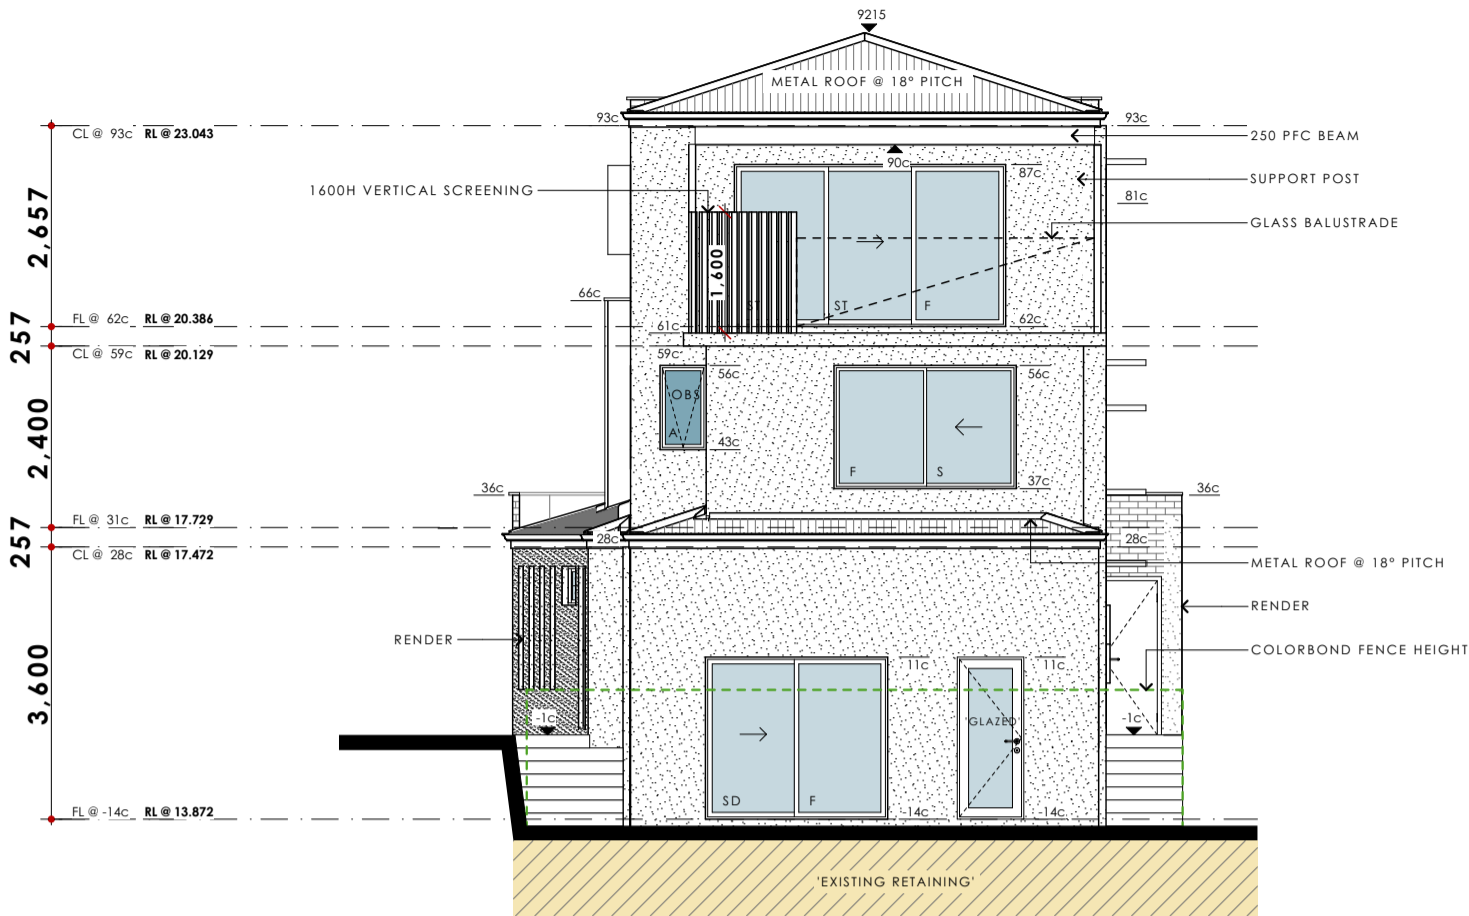 9215
METAL ROOF @ 18° PITCH
93c
93c
CL @ 93c RL @ 23.043
250 PFC BEAM
90c
87c
SUPPORT POST
1600H VERTICAL SCREENING
81c
GLASS BALUSTRADE
2,657
1,600
66c
ST
ST
F
FL @ 62c RL @ 20.386
61c
62c
257
CL @ 59c RL @ 20.129
59c
56c
56c
OBS
A
43c
2,400
F
S
37c
36c
36c
FL @ 31c RL @ 17.729
28c
28c
257
CL @ 28c RL @ 17.472
METAL ROOF @ 18° PITCH
RENDER
RENDER
COLORBOND FENCE HEIGHT
11c
11c
3,600
-1c
-1c
'GLAZED'
SD
F
FL @ -14c RL @ 13.872
-14c
-14c
'EXISTING RETAINING'